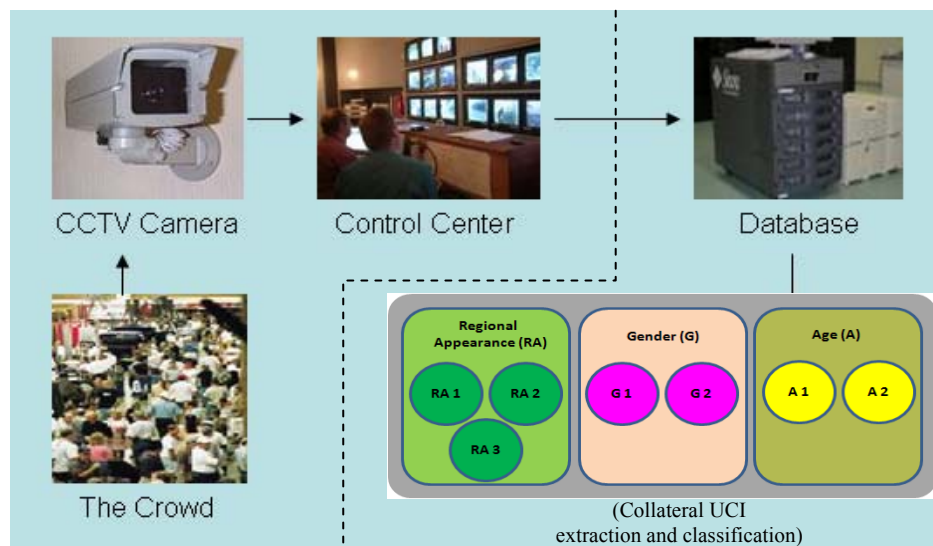 CCTV Camera
Control Center
Database
Sun
The Crowd
Regional
Appearance (RA)
RA 1
RA 2
RA 3
Gender (G)
G 1
G 2
Age (A)
A 1
A 2
(Collateral UCI
extraction and classification)